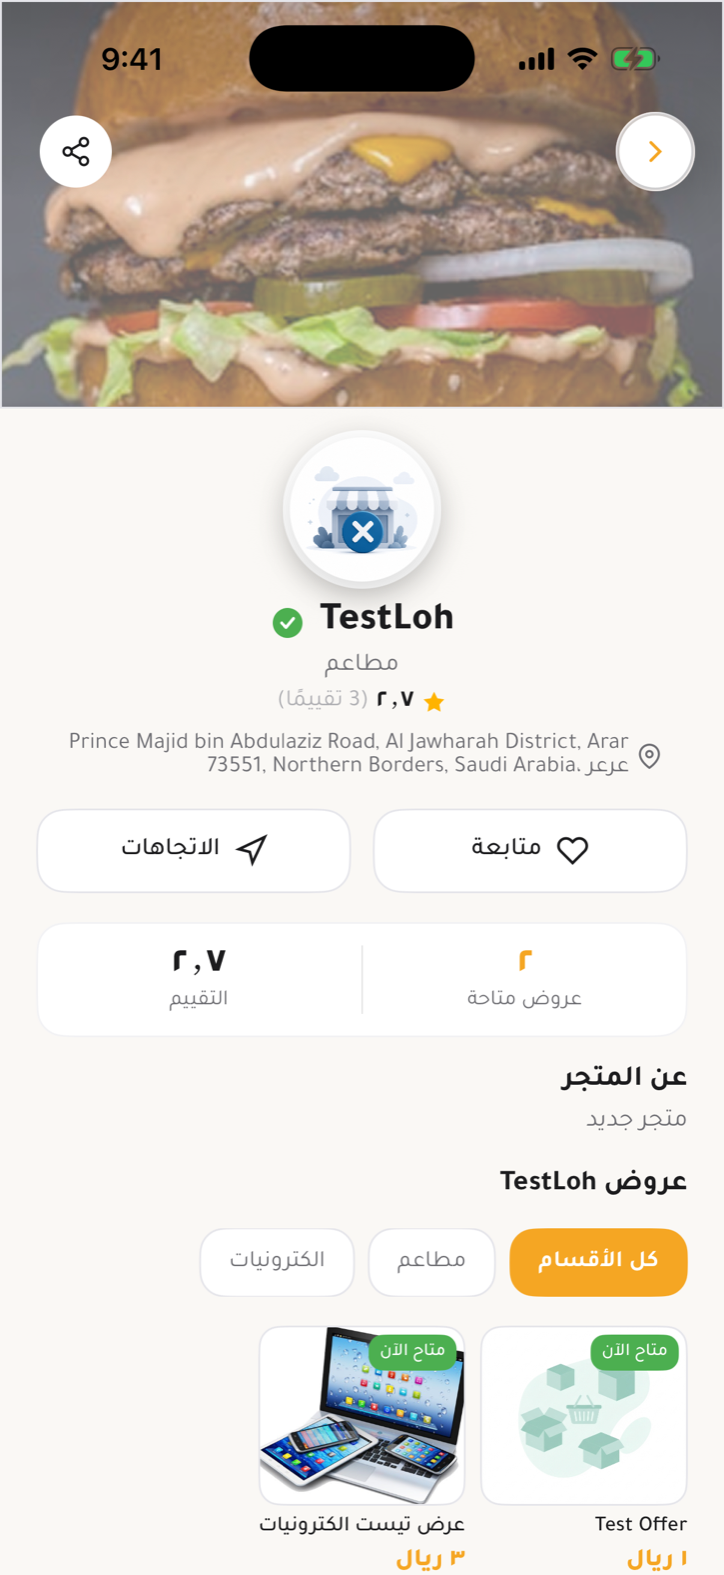 9:41
TestLoh
مطاعم
٢,٧ (3 تقييمًا)
Prince Majid bin Abdulaziz Road, Al Jawharah District, Arar
73551, Northern Borders, Saudi Arabia، عرعر
متابعة
الاتجاهات
٢
عروض متاحة
٢,٧
التقييم
عن المتجر
متجر جديد
عروض TestLoh
كل الأقسام
مطاعم
الكترونيات
متاح الآن
متاح الآن
Test Offer
١ ريال
عرض تيست الكترونيات
٣ ريال